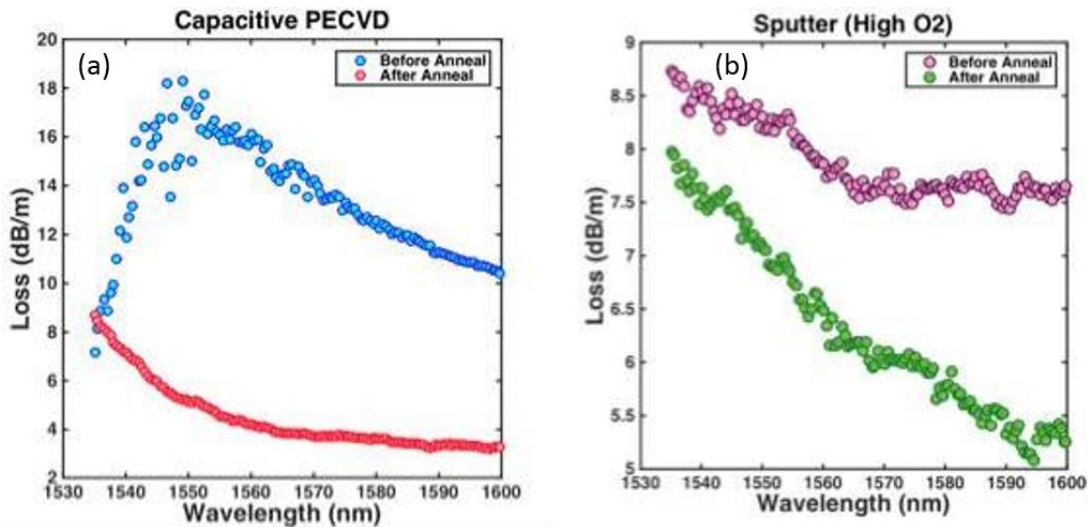 Capacitive PECVD
(a)
Before Anneal
After Anneal
Loss (dB/m)
20
18
16
14
12
10
8
6
4
2
1530 1540 1550 1560 1570 1580 1590 1600
Wavelength (nm)
Sputter (High O2)
(b)
Before Anneal
After Anneal
Loss (dB/m)
9
8.5
8
7.5
7
6.5
6
5.5
5
1530 1540 1550 1560 1570 1580 1590 1600
Wavelength (nm)